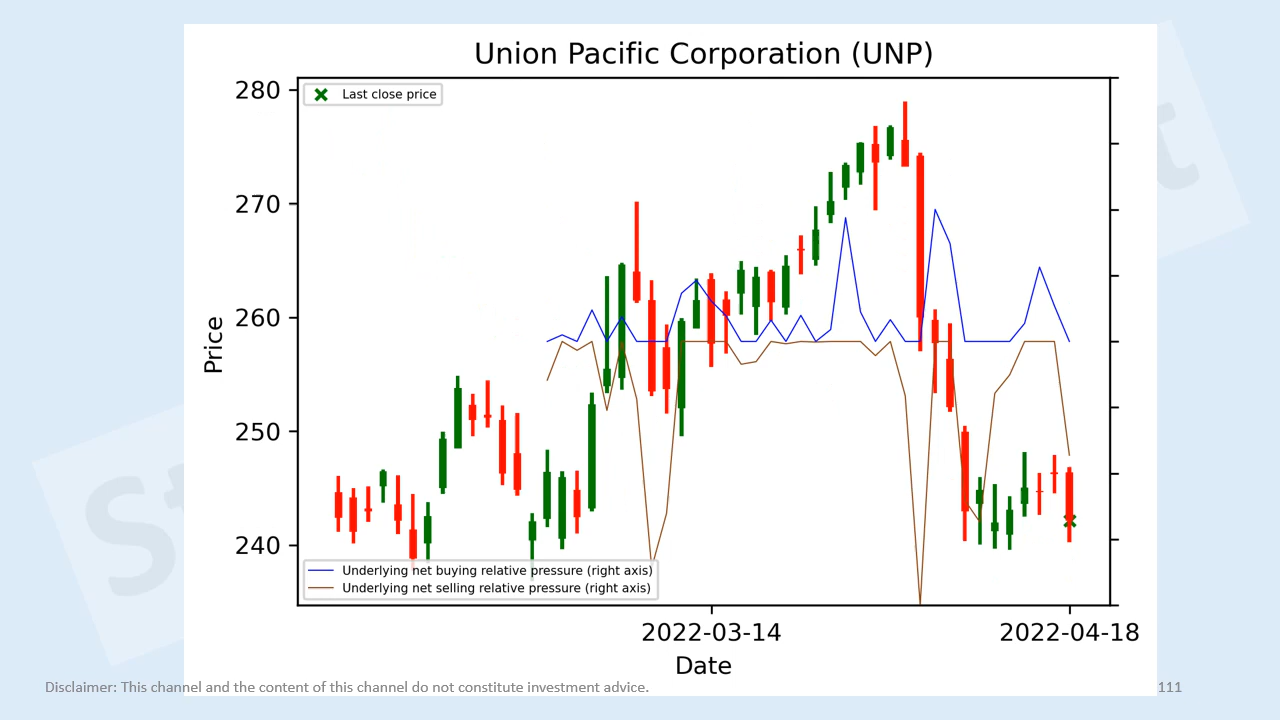 Union Pacific Corporation (UNP)
Last close price
280
270
260
250
240
Price
Underlying net buying relative pressure (right axis)
Underlying net selling relative pressure (right axis)
2022-03-14
2022-04-18
Date
Disclaimer: This channel and the content of this channel do not constitute investment advice.
111